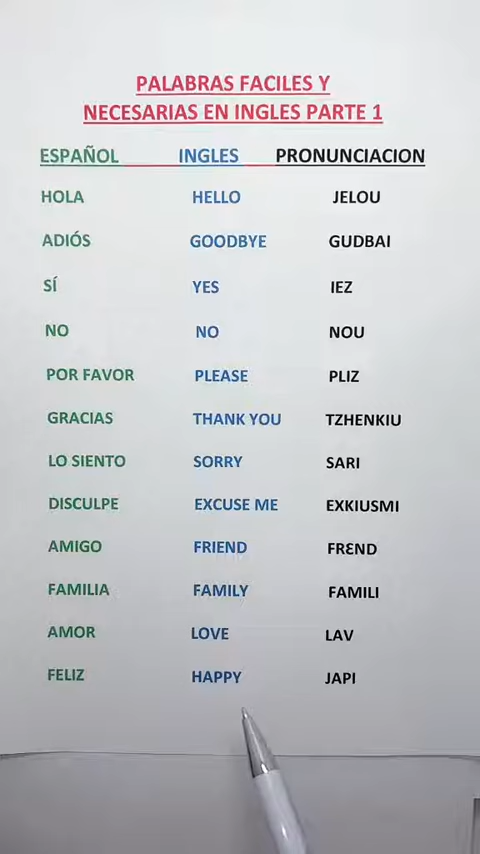 PALABRAS FACILES Y
NECESARIAS EN INGLES PARTE 1
ESPAÑOL INGLES PRONUNCIACION
HOLA HELLO JELOU
ADIÓS GOODBYE GUDBAI
SÍ YES IEZ
NO NO NOU
POR FAVOR PLEASE PLIZ
GRACIAS THANK YOU TZHENKIU
LO SIENTO SORRY SARI
DISCULPE EXCUSE ME EXKIUSMI
AMIGO FRIEND FRƐND
FAMILIA FAMILY FAMILI
AMOR LOVE LAV
FELIZ HAPPY JAPI